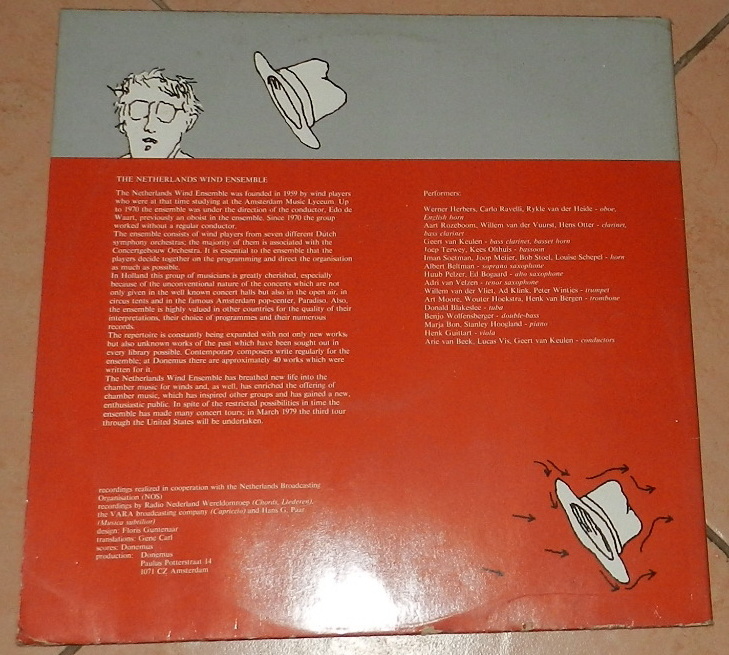 THE NETHERLANDS WIND ENSEMBLE
The Netherlands Wind Ensemble was founded in 1959 by wind players
who were at that time studying at the Amsterdam Music Lyceum. Up
to 1970 the ensemble was under the direction of the conductor, Edo de
Waart, previously an oboist in the ensemble. Since 1970 the group
worked without a regular conductor.
The ensemble consists of wind players from seven different Dutch
symphony orchestras; the majority of them is associated with the
Concertgebouw Orchestra. It is essential to the ensemble that the
players decide together on the programming and direct the organisation
as much as possible.
In Holland this group of musicians is greatly cherished, especially
because of the unconventional nature of the concerts which are not
only given in the well known concert halls but also in the open air, in
circus tents and in the famous Amsterdam pop-center, Paradiso. Also,
the ensemble is highly valued in other countries for the quality of their
interpretations, their choice of programmes and their numerous
records.
The repertoire is constantly being expanded with not only new works,
but also unknown works of the past which have been sought out in
every library possible. Contemporary composers write regularly for the
ensemble; at Donemus there are approximately 40 works which were
written for it.
The Netherlands Wind Ensemble has breathed new life into the
chamber music for winds and, as well, has enriched the offering of
chamber music, which has inspired other groups and has gained a new,
enthusiastic public. In spite of the restricted possibilities in time the
ensemble has made many concert tours; in March 1979 the third tour
through the United States will be undertaken.
recordings realized in cooperation with the Netherlands Broadcasting
Organisation (NOS)
recordings by Radio Nederland Wereldomroep (Chords, Liederen),
the VARA broadcasting company (Capriccio) and Hans G. Paar
(Musica subtilior)
design: Floris Guntenaar
translations: Gene Carl
scores: Donemus
production: Donemus
Paulus Potterstraat 14
1071 CZ Amsterdam
Performers:
Werner Herbers, Carlo Ravelli, Rykle van der Heide - oboe,
English horn
Aart Rozeboom, Willem van der Vuurst, Hens Otter - clarinet,
bass clarinet
Geert van Keulen - bass clarinet, basset horn
Joep Terwey, Kees Olthuis - bassoon
Iman Soeteman, Joop Meijer, Bob Stoel, Louise Schepel - horn
Albert Beltman - soprano saxophone
Huub Pelzer, Ed Bogaard - alto saxophone
Adri van Velzen - tenor saxophone
Willem van der Vliet, Ad Klink, Peter Wintjes - trumpet
Art Moore, Wouter Hoekstra, Henk van Bergen - trombone
Donald Blakeslee - tuba
Benjo Wolfensberger - double-bass
Marja Bon, Stanley Hoogland - piano
Henk Guittart - viola
Arie van Beek, Lucas Vis, Geert van Keulen - conductors